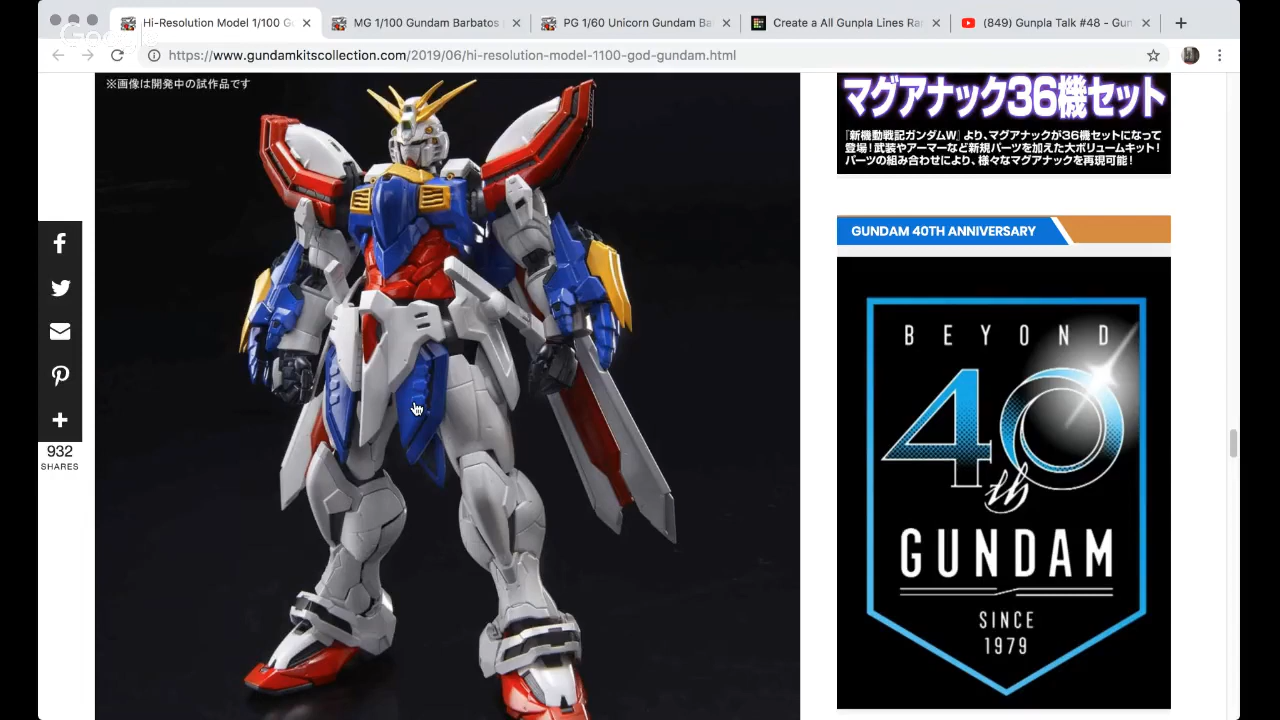 Hi-Resolution Model 1/100 G
MG 1/100 Gundam Barbatos
PG 1/60 Unicorn Gundam Ba
Create a All Gunpla Lines Ra
(849) Gunpla Talk #48 - Gun
https://www.gundamkitscollection.com/2019/06/hi-resolution-model-1100-god-gundam.html
※画像は開発中の試作品です
マグアナック36機セット
『新機動戦記ガンダムW』より、マグアナックが36機セットになって
登場！武装やアーマーなど新規パーツを加えた大ボリュームキット！
パーツの組み合わせにより、様々なマグアナックを再現可能！
GUNDAM 40TH ANNIVERSARY
BEYOND
40th
GUNDAM
SINCE
1979
932
SHARES